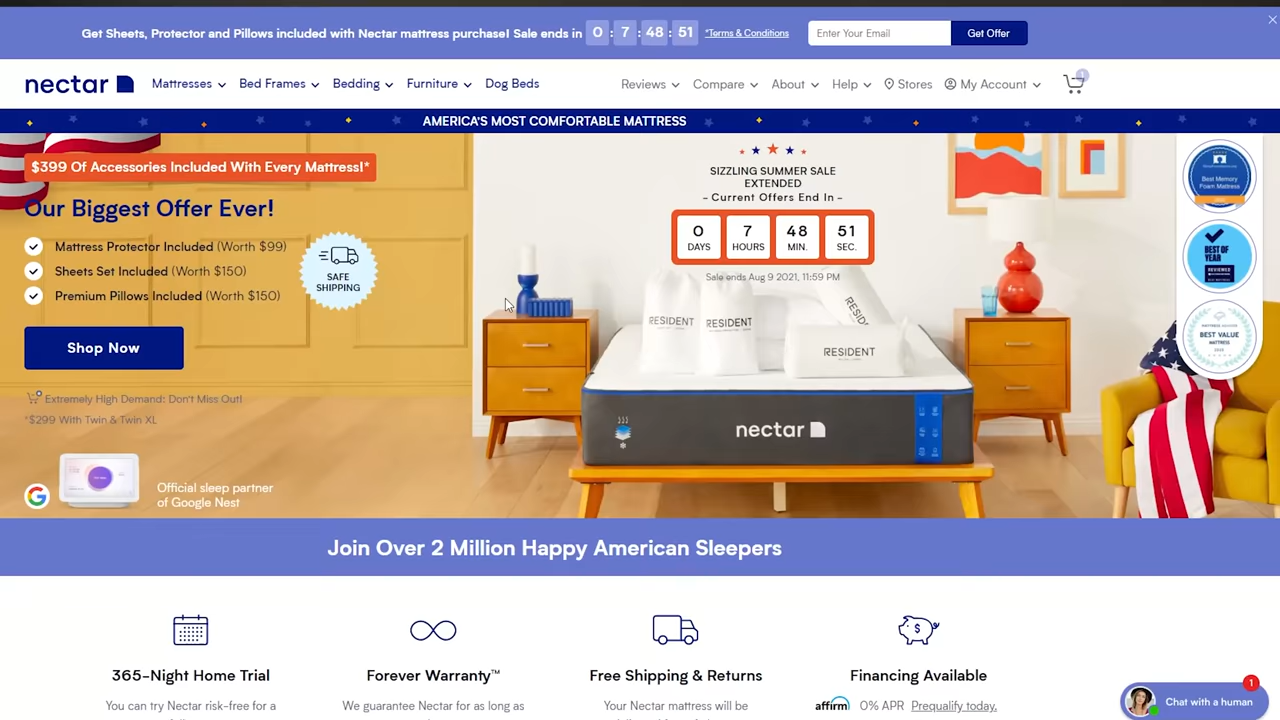 Get Sheets, Protector and Pillows included with Nectar mattress purchase! Sale ends in 0 : 7 : 48 : 51 *Terms & Conditions Enter Your Email Get Offer
nectar Mattresses Bed Frames Bedding Furniture Dog Beds Reviews Compare About Help Stores My Account 1
AMERICA'S MOST COMFORTABLE MATTRESS
$399 Of Accessories Included With Every Mattress!*
Our Biggest Offer Ever!
Mattress Protector Included (Worth $99)
Sheets Set Included (Worth $150)
Premium Pillows Included (Worth $150)
SAFE
SHIPPING
Shop Now
Extremely High Demand: Don't Miss Out!
*$299 With Twin & Twin XL
G
Official sleep partner
of Google Nest
SIZZLING SUMMER SALE
EXTENDED
- Current Offers End In -
0 7 48 51
DAYS HOURS MIN. SEC.
Sale ends Aug 9 2021, 11:59 PM
RESIDENT
RESIDENT
RESIDENT
RESIDENT
nectar
Best Memory
Foam Mattress
BEST OF
YEAR
REVIEWED
BEST VALUE
MATTRESS
Join Over 2 Million Happy American Sleepers
365-Night Home Trial
You can try Nectar risk-free for a
Forever Warranty™
We guarantee Nectar for as long as
Free Shipping & Returns
Your Nectar mattress will be
Financing Available
affirm 0% APR Prequalify today.
1
Chat with a human